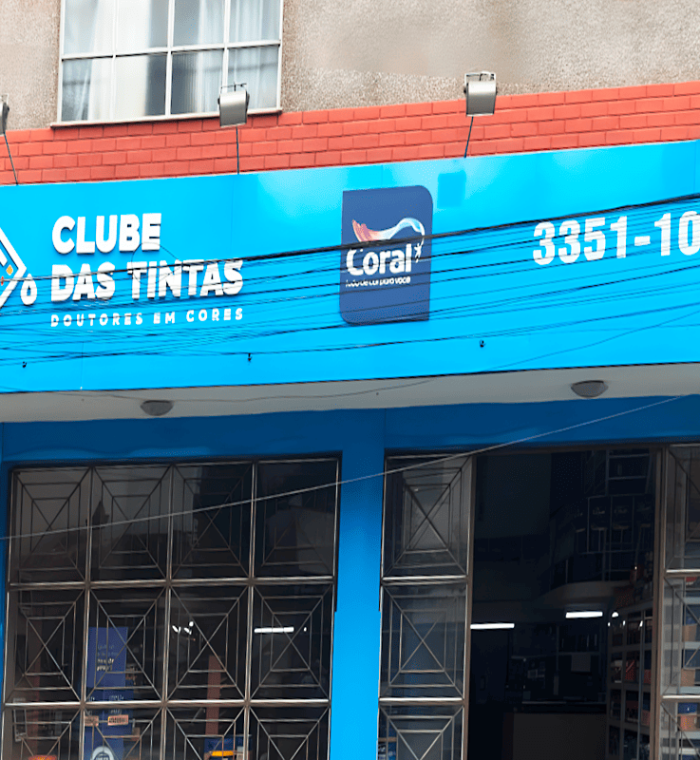 CLUBE
DAS TINTAS
DOUTORES EM CORES
Coral
3351-10